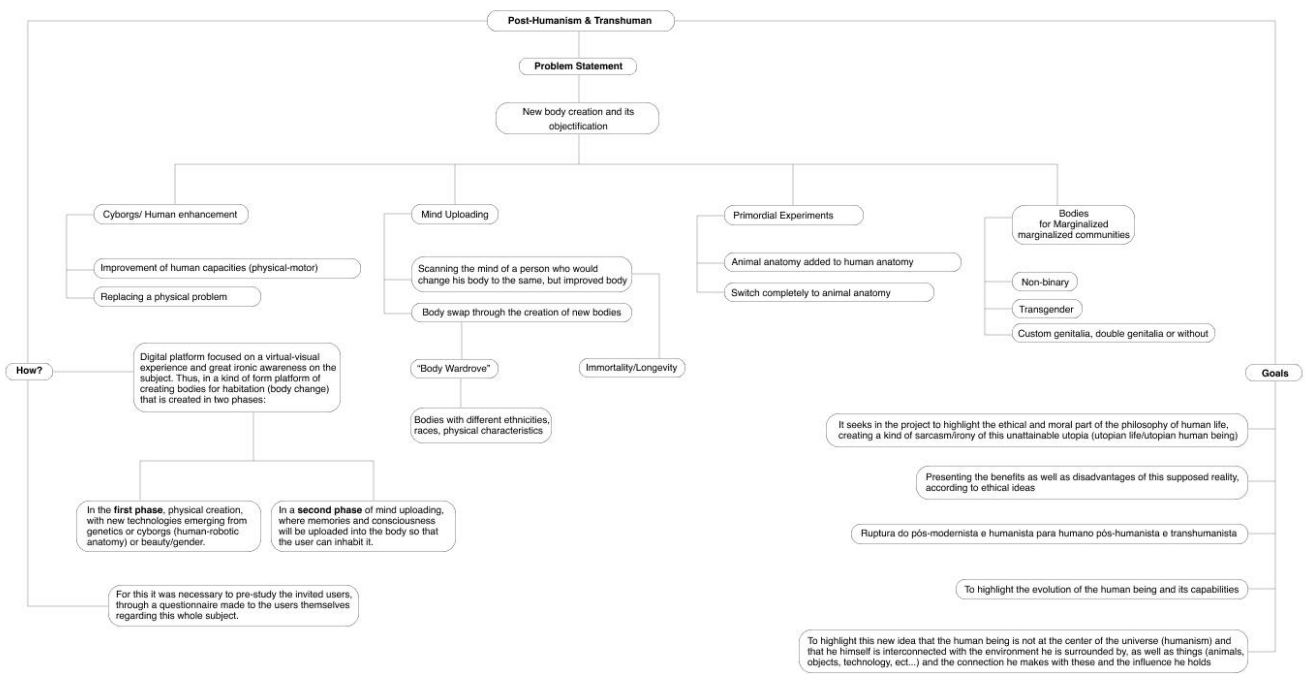 Post-Humanism & Transhuman
Problem Statement
New body creation and its
objectification
Cyborgs/ Human enhancement
Improvement of human capacities (physical-motor)
Replacing a physical problem
Mind Uploading
Scanning the mind of a person who would
change his body to the same, but improved body
Body swap through the creation of new bodies
"Body Wardrove"
Immortality/Longevity
Bodies with different ethnicities,
races, physical characteristics
Primordial Experiments
Animal anatomy added to human anatomy
Switch completely to animal anatomy
Bodies
for Marginalized
marginalized communities
Non-binary
Transgender
Custom genitalia, double genitalia or without
How?
Digital platform focused on a virtual-visual
experience and great ironic awareness on the
subject. Thus, in a kind of form platform of
creating bodies for habitation (body change)
that is created in two phases:
In the first phase, physical creation,
with new technologies emerging from
genetics or cyborgs (human-robotic
anatomy) or beauty/gender.
In a second phase of mind uploading,
where memories and consciousness
will be uploaded into the body so that
the user can inhabit it.
For this it was necessary to pre-study the invited users,
through a questionnaire made to the users themselves
regarding this whole subject.
Goals
It seeks in the project to highlight the ethical and moral part of the philosophy of human life,
creating a kind of sarcasm/irony of this unattainable utopia (utopian life/utopian human being)
Presenting the benefits as well as disadvantages of this supposed reality,
according to ethical ideas
Ruptura do pós-modernista e humanista para humano pós-humanista e transhumanista
To highlight the evolution of the human being and its capabilities
To highlight this new idea that the human being is not at the center of the universe (humanism) and
that he himself is interconnected with the environment he is surrounded by, as well as things (animals,
objects, technology, ect...) and the connection he makes with these and the influence he holds